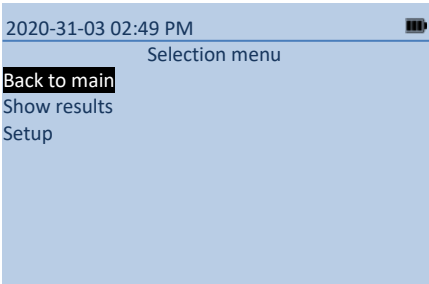 2020-31-03 02:49 PM
Selection menu
Back to main
Show results
Setup